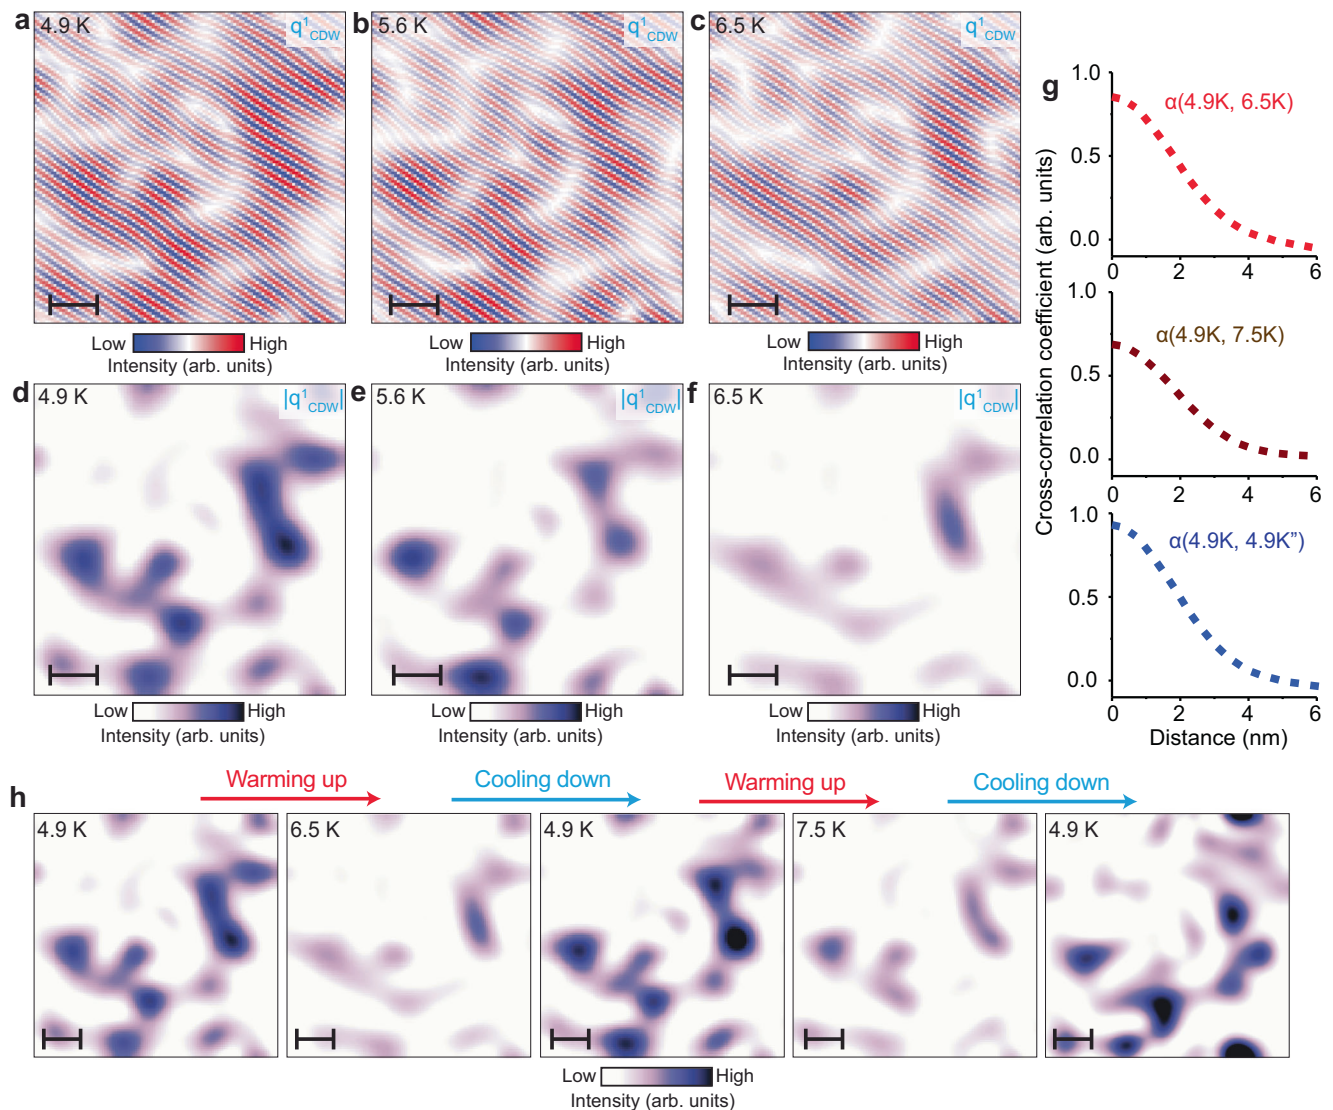 a 4.9 K q¹CDW
b 5.6 K q¹CDW
c 6.5 K q¹CDW
Low High
Intensity (arb. units)
Low High
Intensity (arb. units)
Low High
Intensity (arb. units)
d 4.9 K |q¹CDW|
e 5.6 K |q¹CDW|
f 6.5 K |q¹CDW|
Low High
Intensity (arb. units)
Low High
Intensity (arb. units)
Low High
Intensity (arb. units)
g
Cross-correlation coefficient (arb. units)
1.0
α(4.9K, 6.5K)
0.5
0.0
0 2 4 6
1.0
α(4.9K, 7.5K)
0.5
0.0
0 2 4 6
1.0
α(4.9K, 4.9K”)
0.5
0.0
0 2 4 6
Distance (nm)
h
Warming up
Cooling down
Warming up
Cooling down
4.9 K
6.5 K
4.9 K
7.5 K
4.9 K
Low High
Intensity (arb. units)